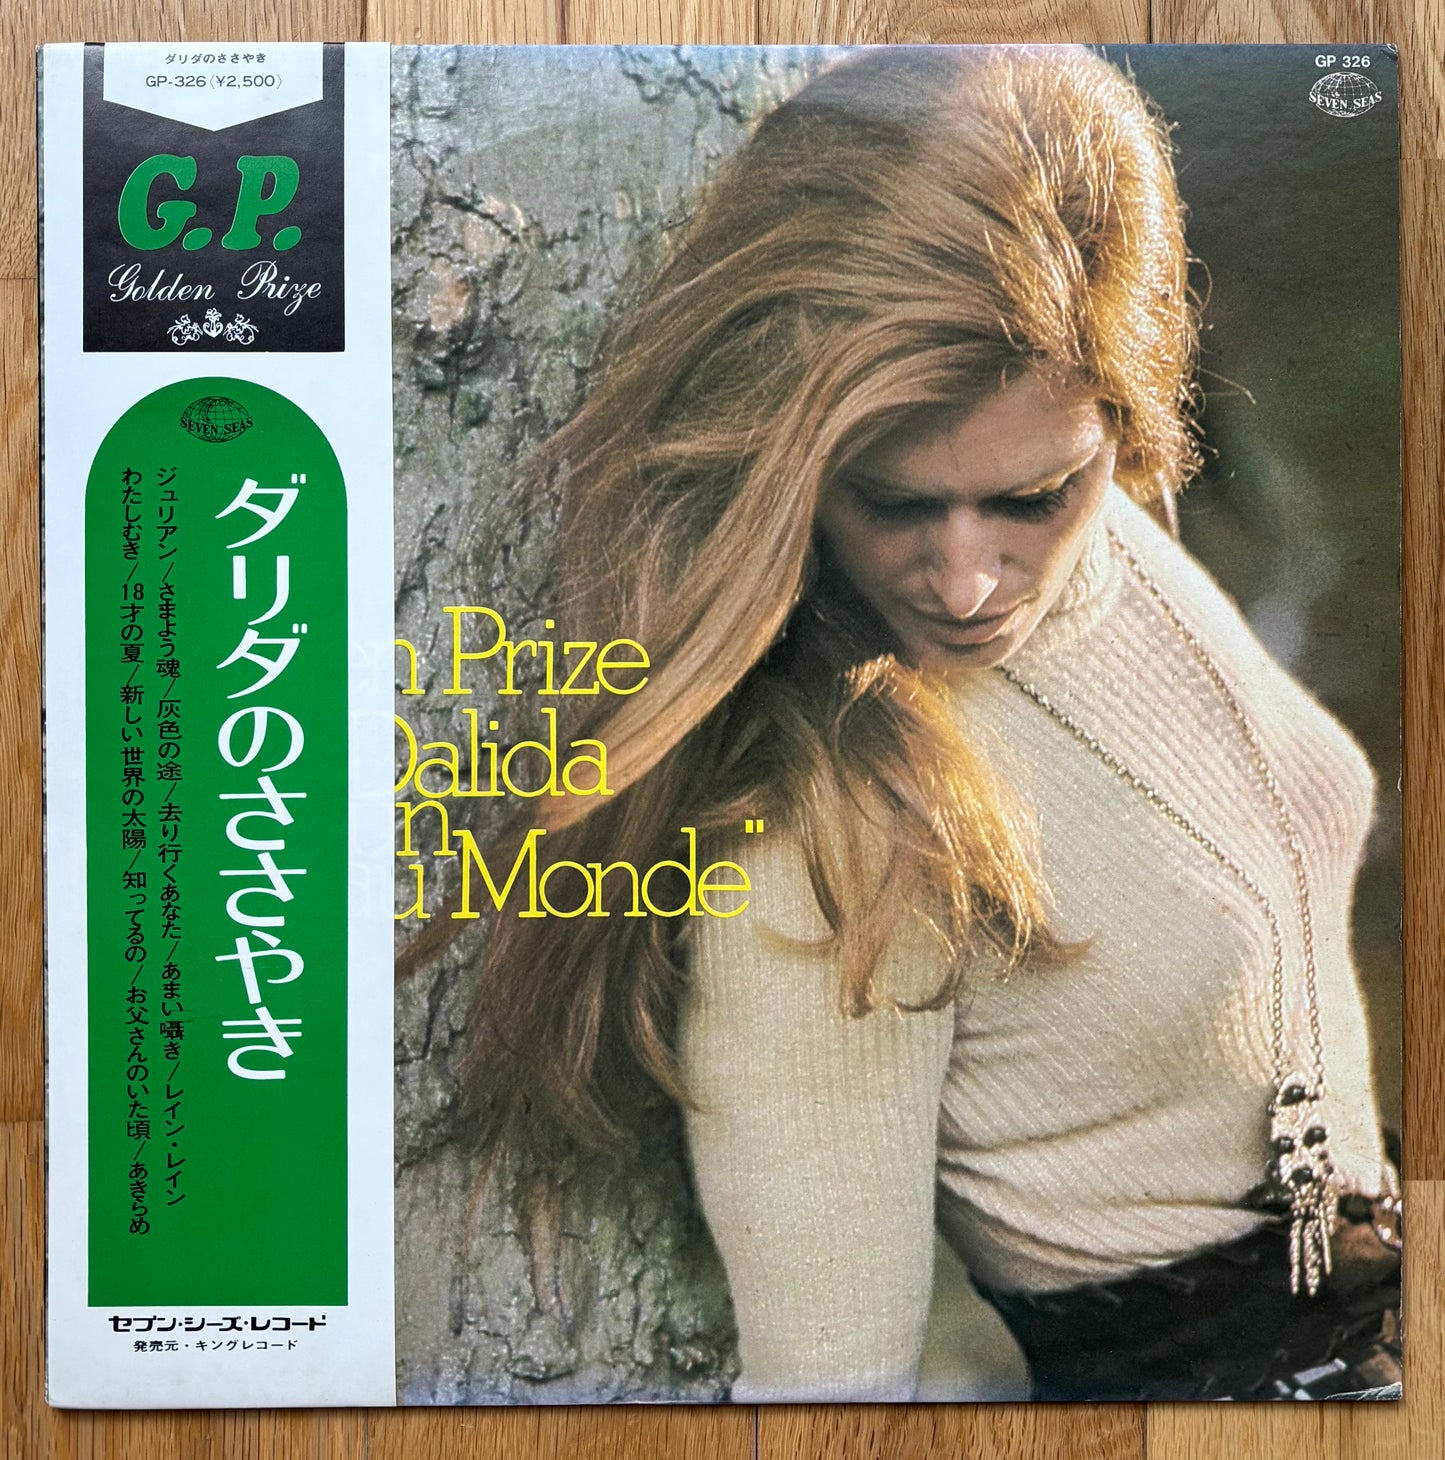 ダリダのささやき
GP-326〈¥2,500〉
G.P.
Golden Prize
SEVEN SEAS
ダリダのささやき
ジュリアン/さまよう魂/灰色の途/去り行くあなた/あまい囁き/レイン・レイン
わたしむき/18才の夏/新しい世界の太陽/知ってるの/お父さんのいた頃/あきらめ
セブン・シーズ・レコード
発売元・キングレコード
GP 326
SEVEN SEAS
en Prize
Dalida
un
au Monde"